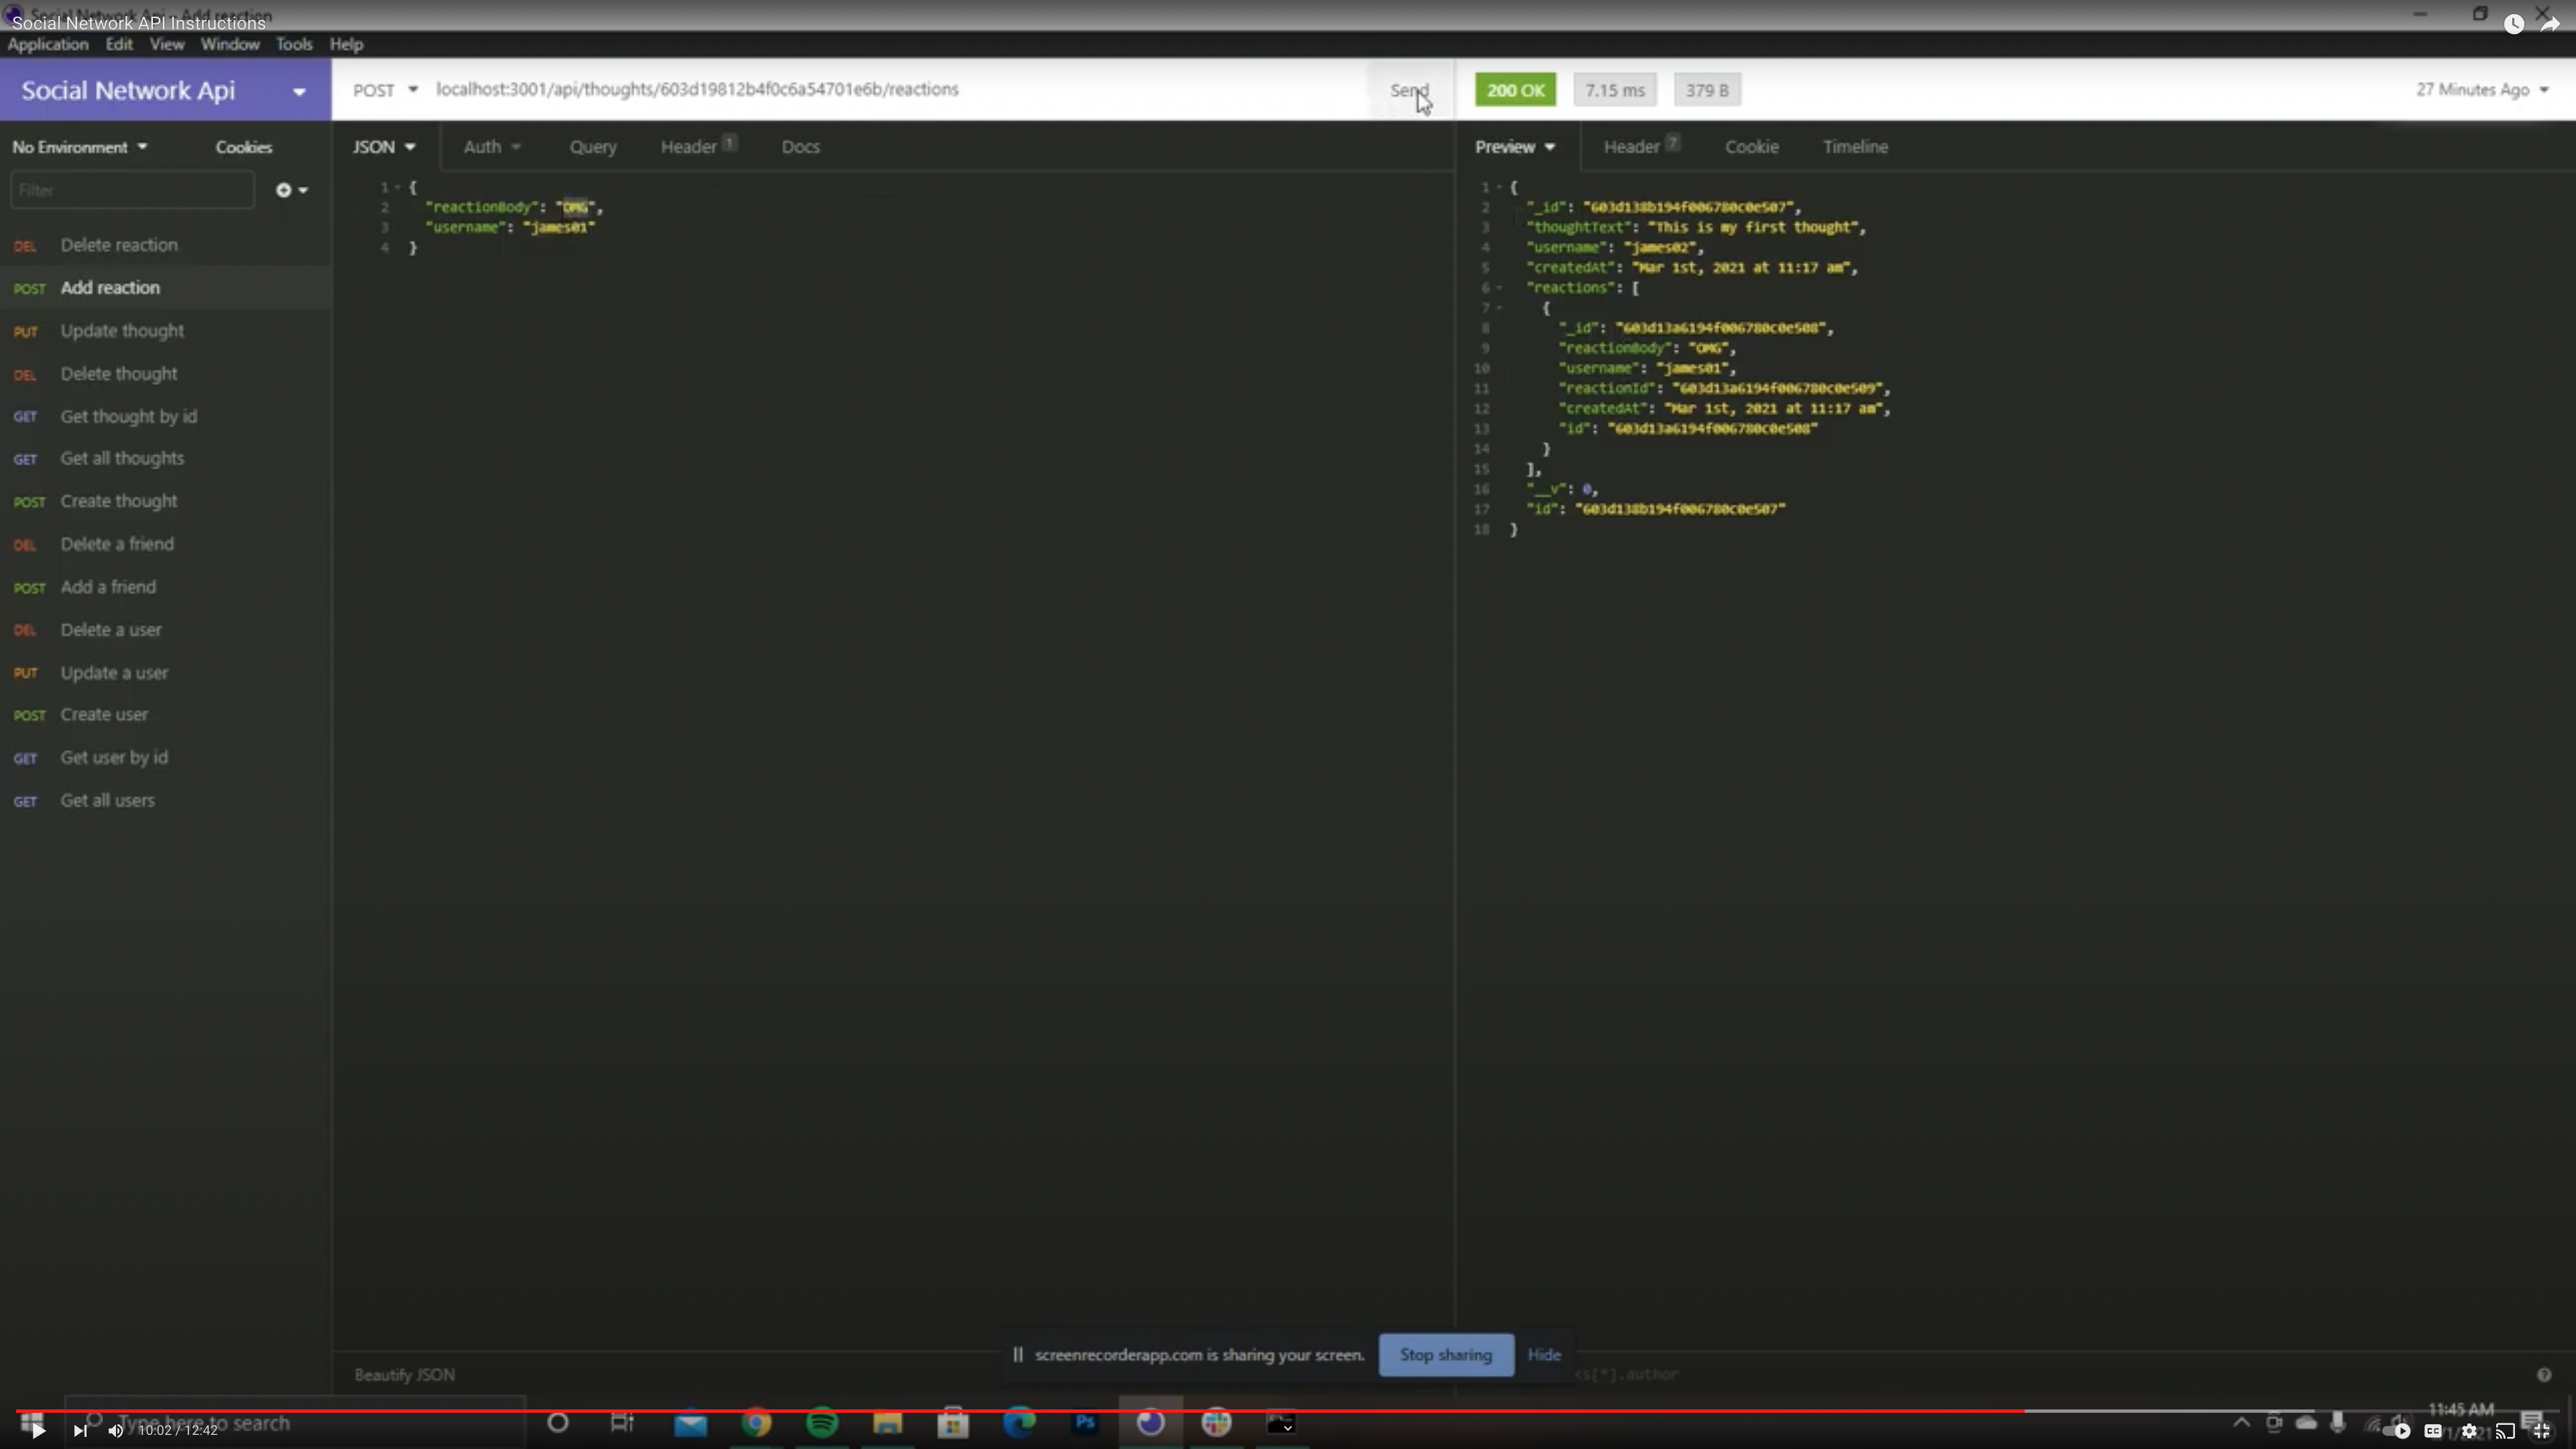 Social Network API Instructions
Application Edit View Window Tools Help
Social Network Api
POST localhost:3001/api/thoughts/603d19812b4f0c6a54701e6b/reactions Send
200 OK 7.15 ms 379 B 27 Minutes Ago
No Environment Cookies
JSON Auth Query Header 1 Docs
Preview Header 7 Cookie Timeline
Filter
DEL Delete reaction
POST Add reaction
PUT Update thought
DEL Delete thought
GET Get thought by id
GET Get all thoughts
POST Create thought
DEL Delete a friend
POST Add a friend
DEL Delete a user
PUT Update a user
POST Create user
GET Get user by id
GET Get all users
1 {
2 "reactionBody": "OMG",
3 "username": "james01"
4 }
1 {
2 "_id": "603d138b194f006780c0e507",
3 "thoughtText": "This is my first thought",
4 "username": "james02",
5 "createdAt": "Mar 1st, 2021 at 11:17 am",
6 "reactions": [
7 {
8 "_id": "603d13a6194f006780c0e508",
9 "reactionBody": "OMG",
10 "username": "james01",
11 "reactionId": "603d13a6194f006780c0e509",
12 "createdAt": "Mar 1st, 2021 at 11:17 am",
13 "id": "603d13a6194f006780c0e508"
14 }
15 ],
16 "__v": 0,
17 "id": "603d138b194f006780c0e507"
18 }
screenrecorderapp.com is sharing your screen. Stop sharing Hide
Beautify JSON
[*].author
Type here to search
Ps
11:45 AM
10:02 / 12:42
CC